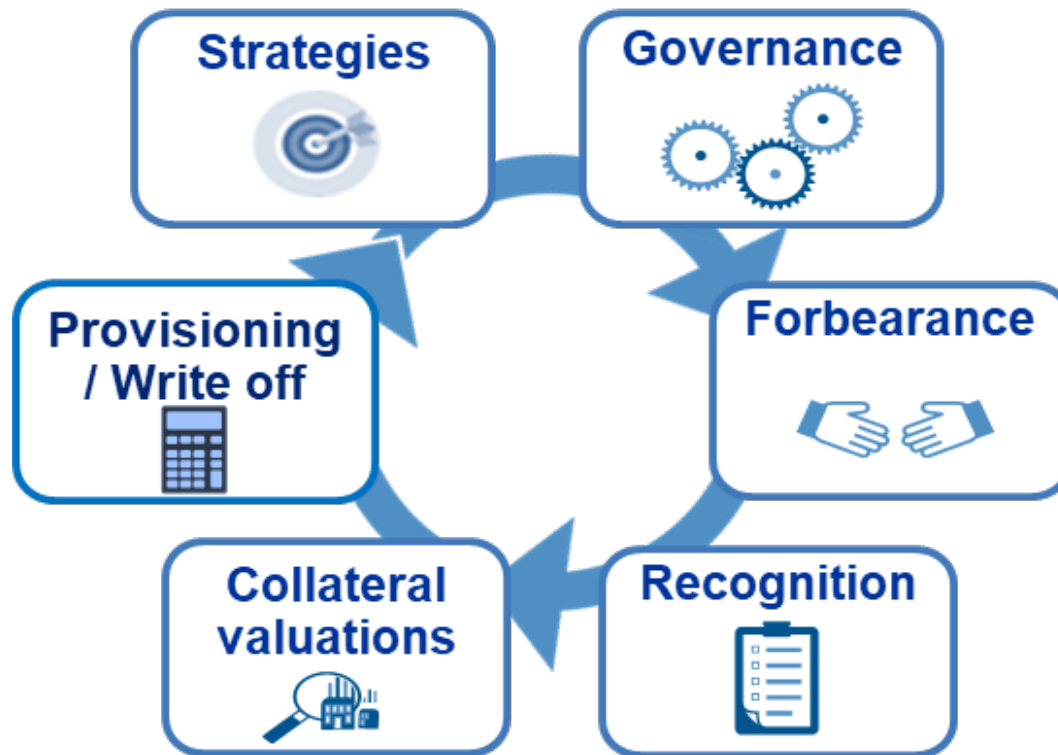 Strategies
Governance
Forbearance
Recognition
Collateral
valuations
Provisioning
/ Write off